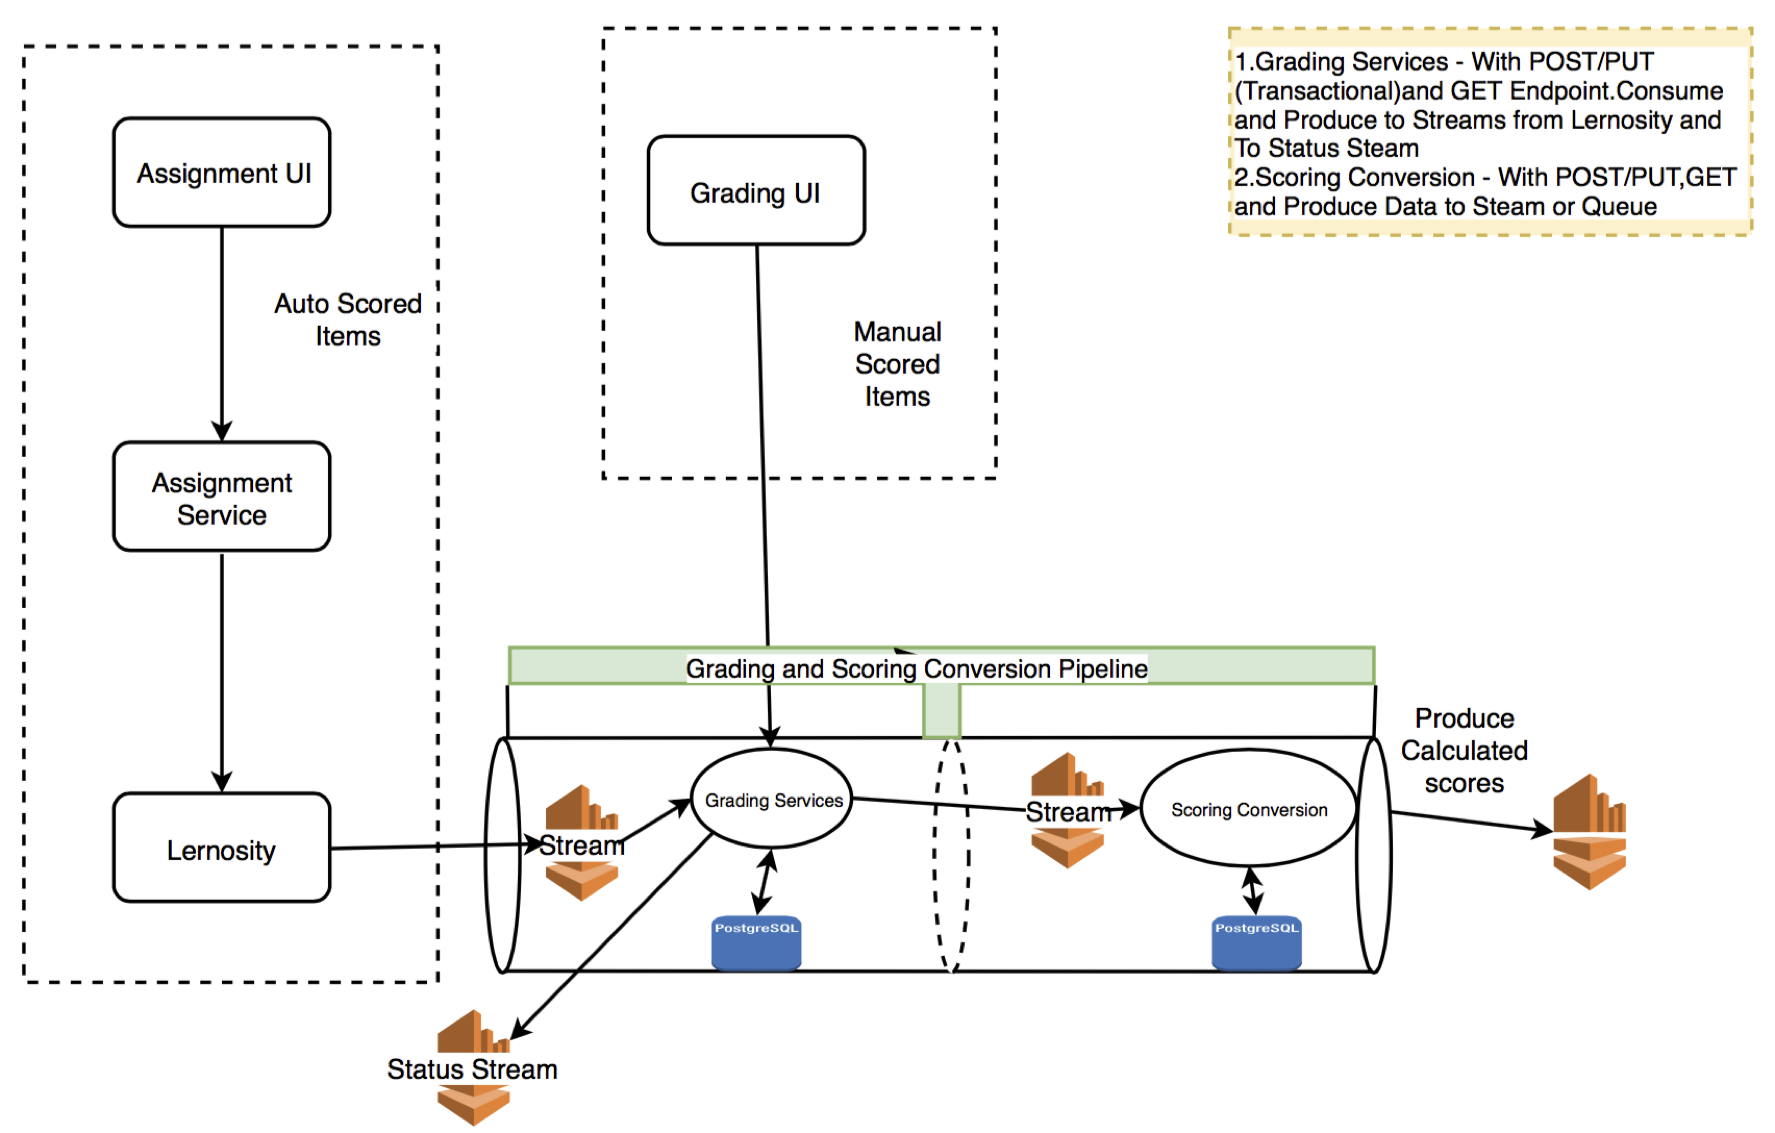 1.Grading Services - With POST/PUT
(Transactional)and GET Endpoint.Consume
and Produce to Streams from Lernosity and
To Status Steam
2.Scoring Conversion - With POST/PUT,GET
and Produce Data to Steam or Queue
Assignment UI
Grading UI
Auto Scored
Items
Manual
Scored
Items
Assignment
Service
Grading and Scoring Conversion Pipeline
Produce
Calculated
scores
Lernosity
Stream
Grading Services
Stream
Scoring Conversion
PostgreSQL
PostgreSQL
Status Stream